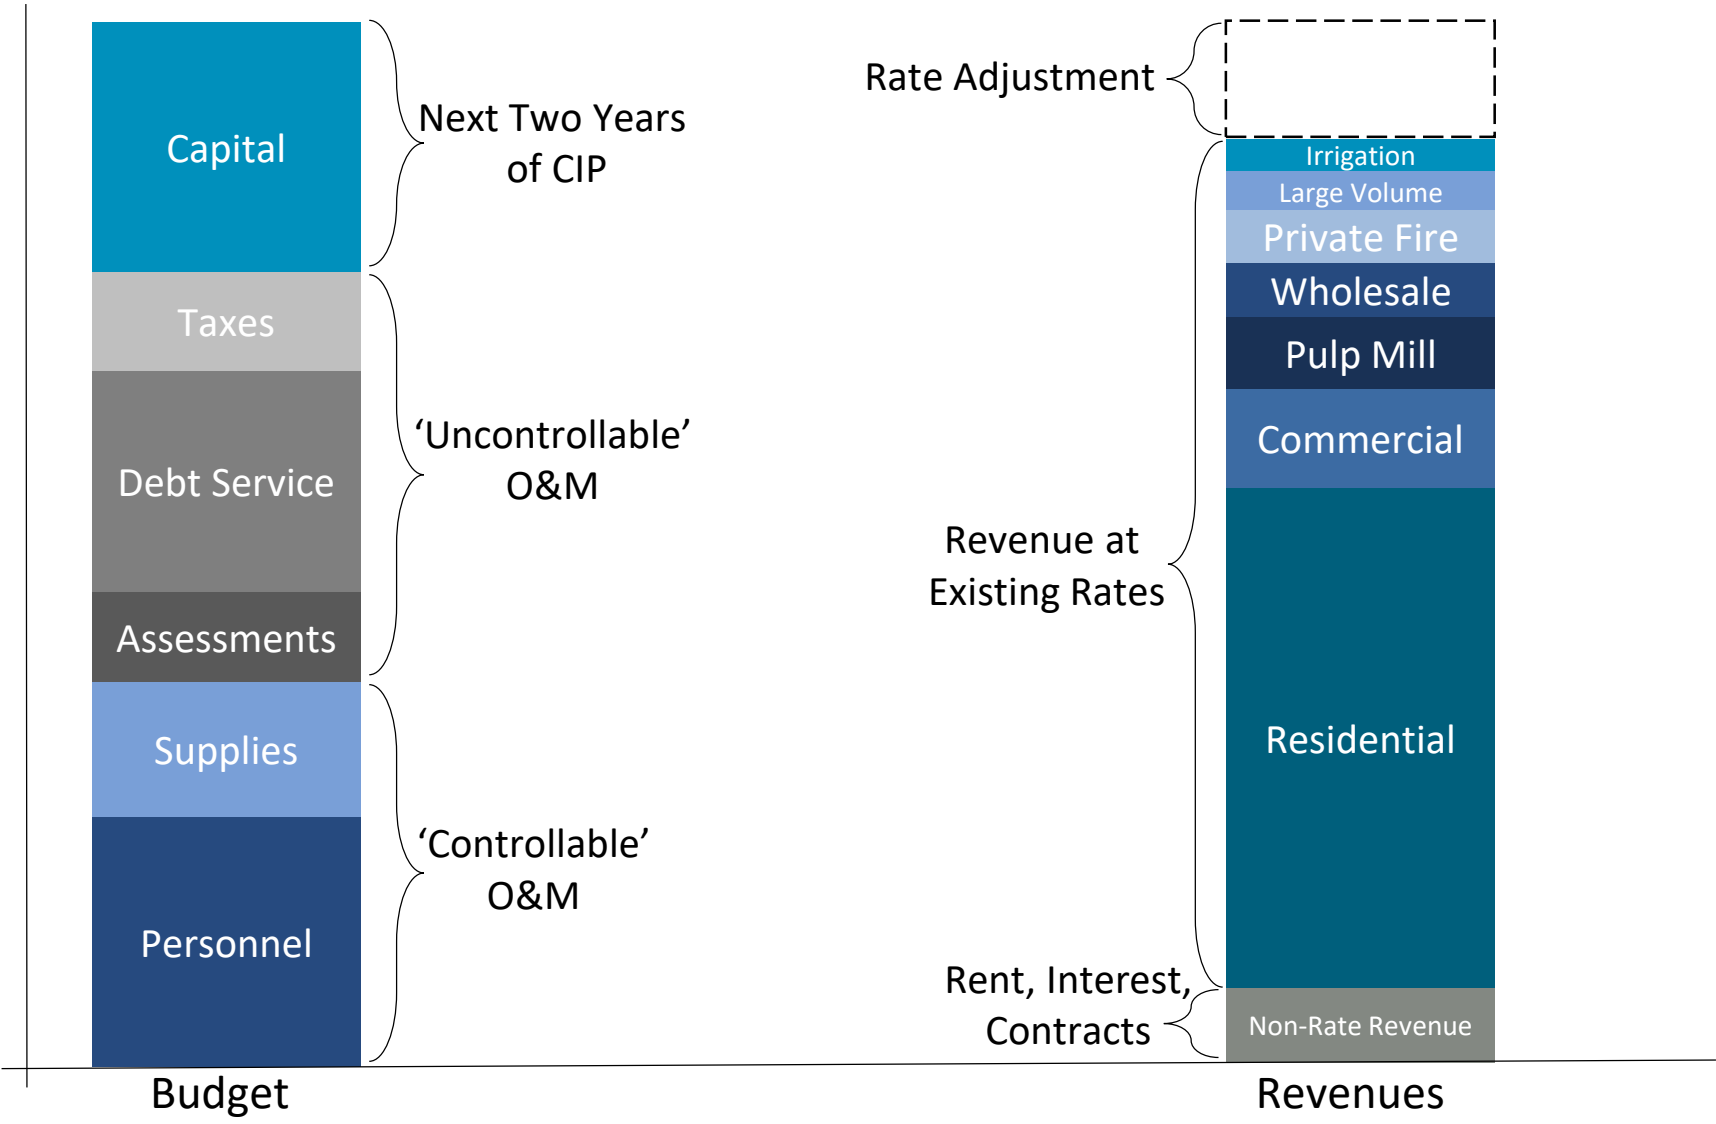 Capital
Taxes
Debt Service
Assessments
Supplies
Personnel
Next Two Years
of CIP
‘Uncontrollable’
O&M
‘Controllable’
O&M
Budget
Rate Adjustment
Revenue at
Existing Rates
Rent, Interest,
Contracts
Irrigation
Large Volume
Private Fire
Wholesale
Pulp Mill
Commercial
Residential
Non-Rate Revenue
Revenues